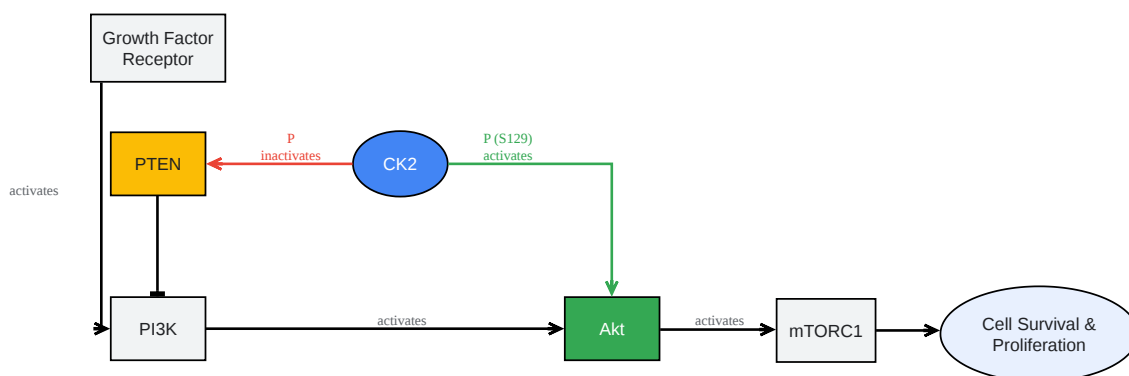 Growth Factor
Receptor
P
inactivates
P (S129)
activates
PTEN
CK2
activates
PI3K
activates
Akt
activates
mTORC1
Cell Survival &
Proliferation